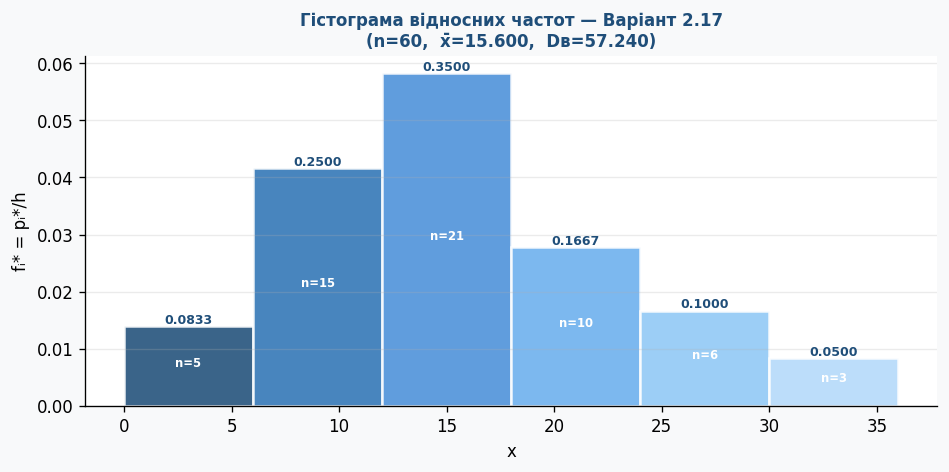 Гістограма відносних частот — Варіант 2.17
(n=60, x̄=15.600, Dв=57.240)
0.06
0.05
0.04
0.03
0.02
0.01
0.00
fᵢ* = pᵢ*/h
0.0833
0.2500
0.3500
0.1667
0.1000
0.0500
n=5
n=15
n=21
n=10
n=6
n=3
0
5
10
15
20
25
30
35
x